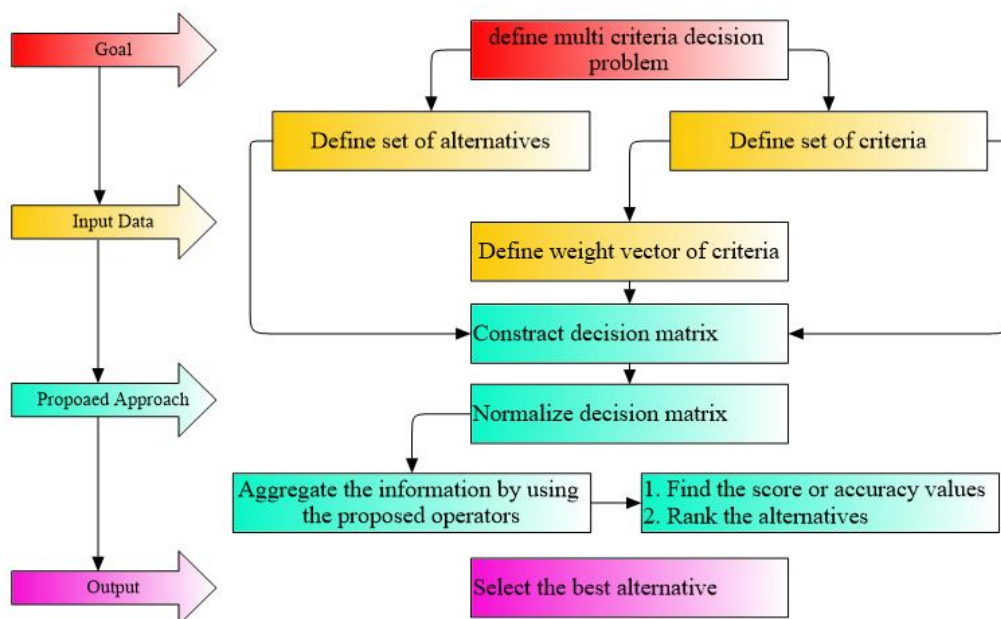 Goal
define multi criteria decision
problem
Define set of alternatives
Define set of criteria
Input Data
Define weight vector of criteria
Constract decision matrix
Propoaed Approach
Normalize decision matrix
Aggregate the information by using
the proposed operators
1. Find the score or accuracy values
2. Rank the alternatives
Output
Select the best alternative